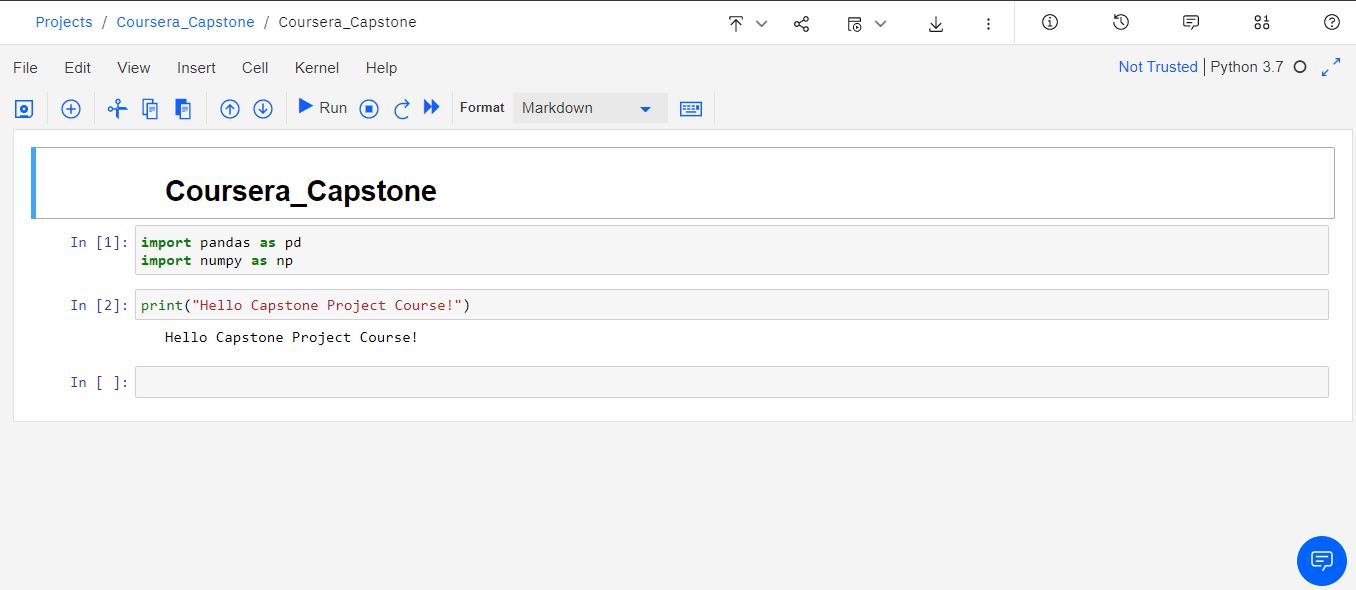 Projects / Coursera_Capstone / Coursera_Capstone
File Edit View Insert Cell Kernel Help Not Trusted | Python 3.7
Run Format Markdown
Coursera_Capstone
In [1]: import pandas as pd
import numpy as np
In [2]: print("Hello Capstone Project Course!")
Hello Capstone Project Course!
In [ ]: